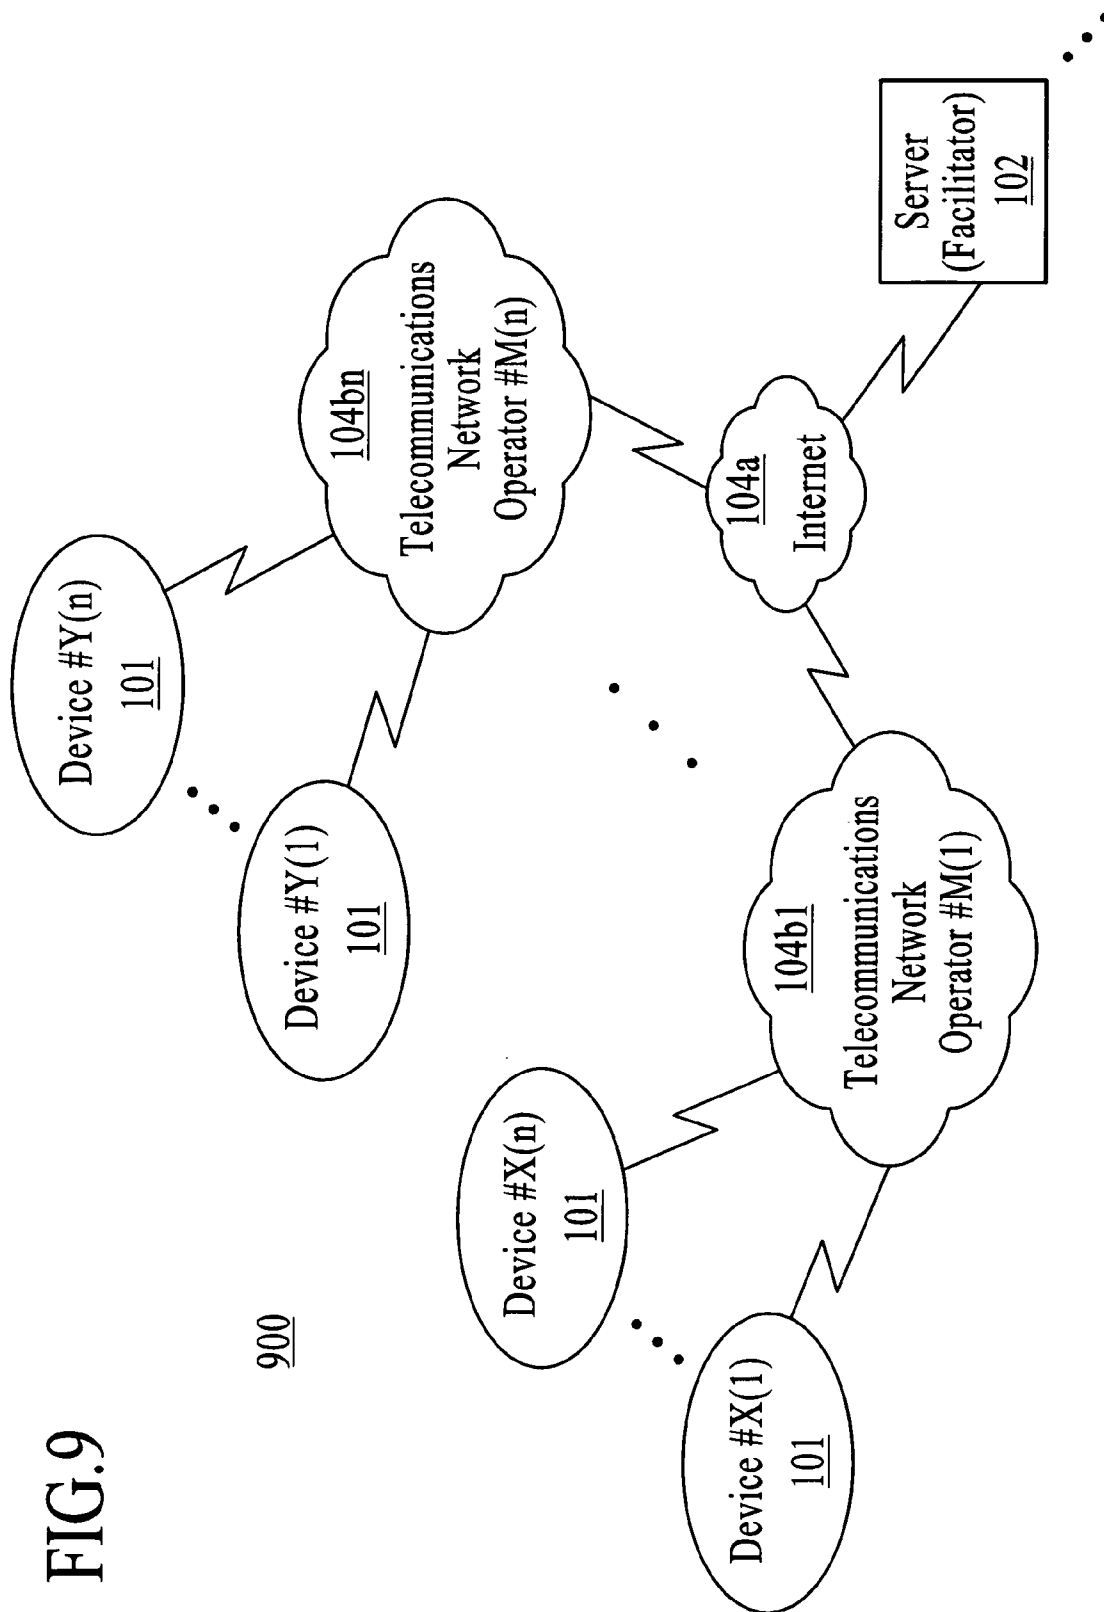 FIG.9
900
Device #Y(n)
101
Device #Y(1)
101
104bn
Telecommunications
Network
Operator #M(n)
Device #X(n)
101
Device #X(1)
101
104b1
Telecommunications
Network
Operator #M(1)
104a
Internet
Server
(Facilitator)
102